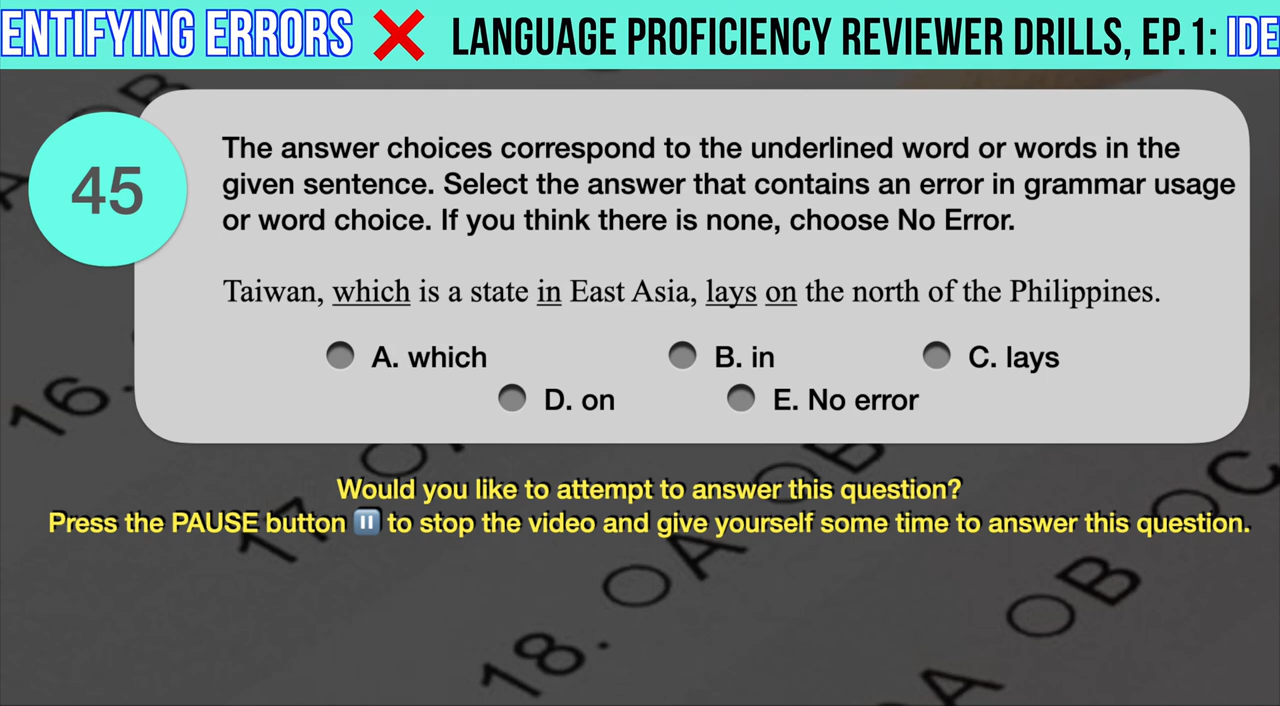 ENTIFYING ERRORS ❌ LANGUAGE PROFICIENCY REVIEWER DRILLS, EP.1: IDE
45
The answer choices correspond to the underlined word or words in the
given sentence. Select the answer that contains an error in grammar usage
or word choice. If you think there is none, choose No Error.
Taiwan, which is a state in East Asia, lays on the north of the Philippines.
A. which B. in C. lays
D. on E. No error
Would you like to attempt to answer this question?
Press the PAUSE button ⏸ to stop the video and give yourself some time to answer this question.
A B
16.
17 O B
18. O A O C
A O B